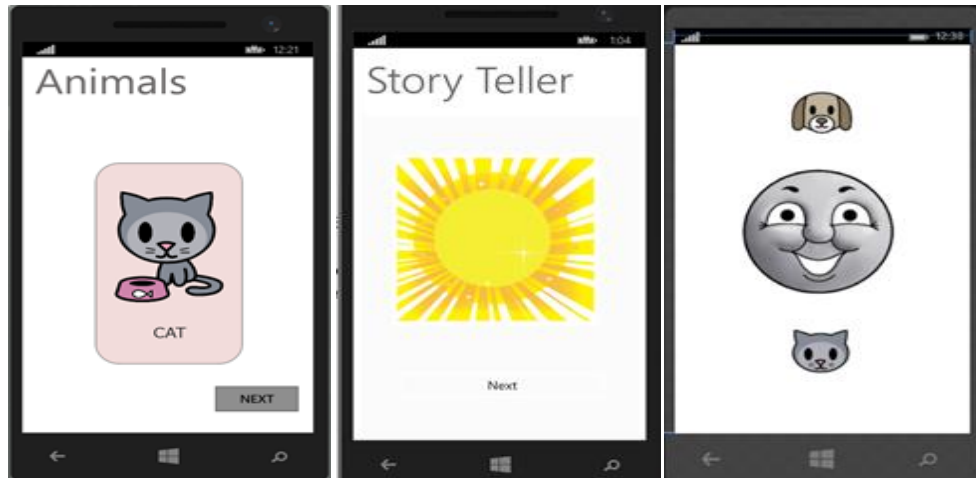 12:21
Animals
CAT
NEXT
1:04
Story Teller
Next
12:38